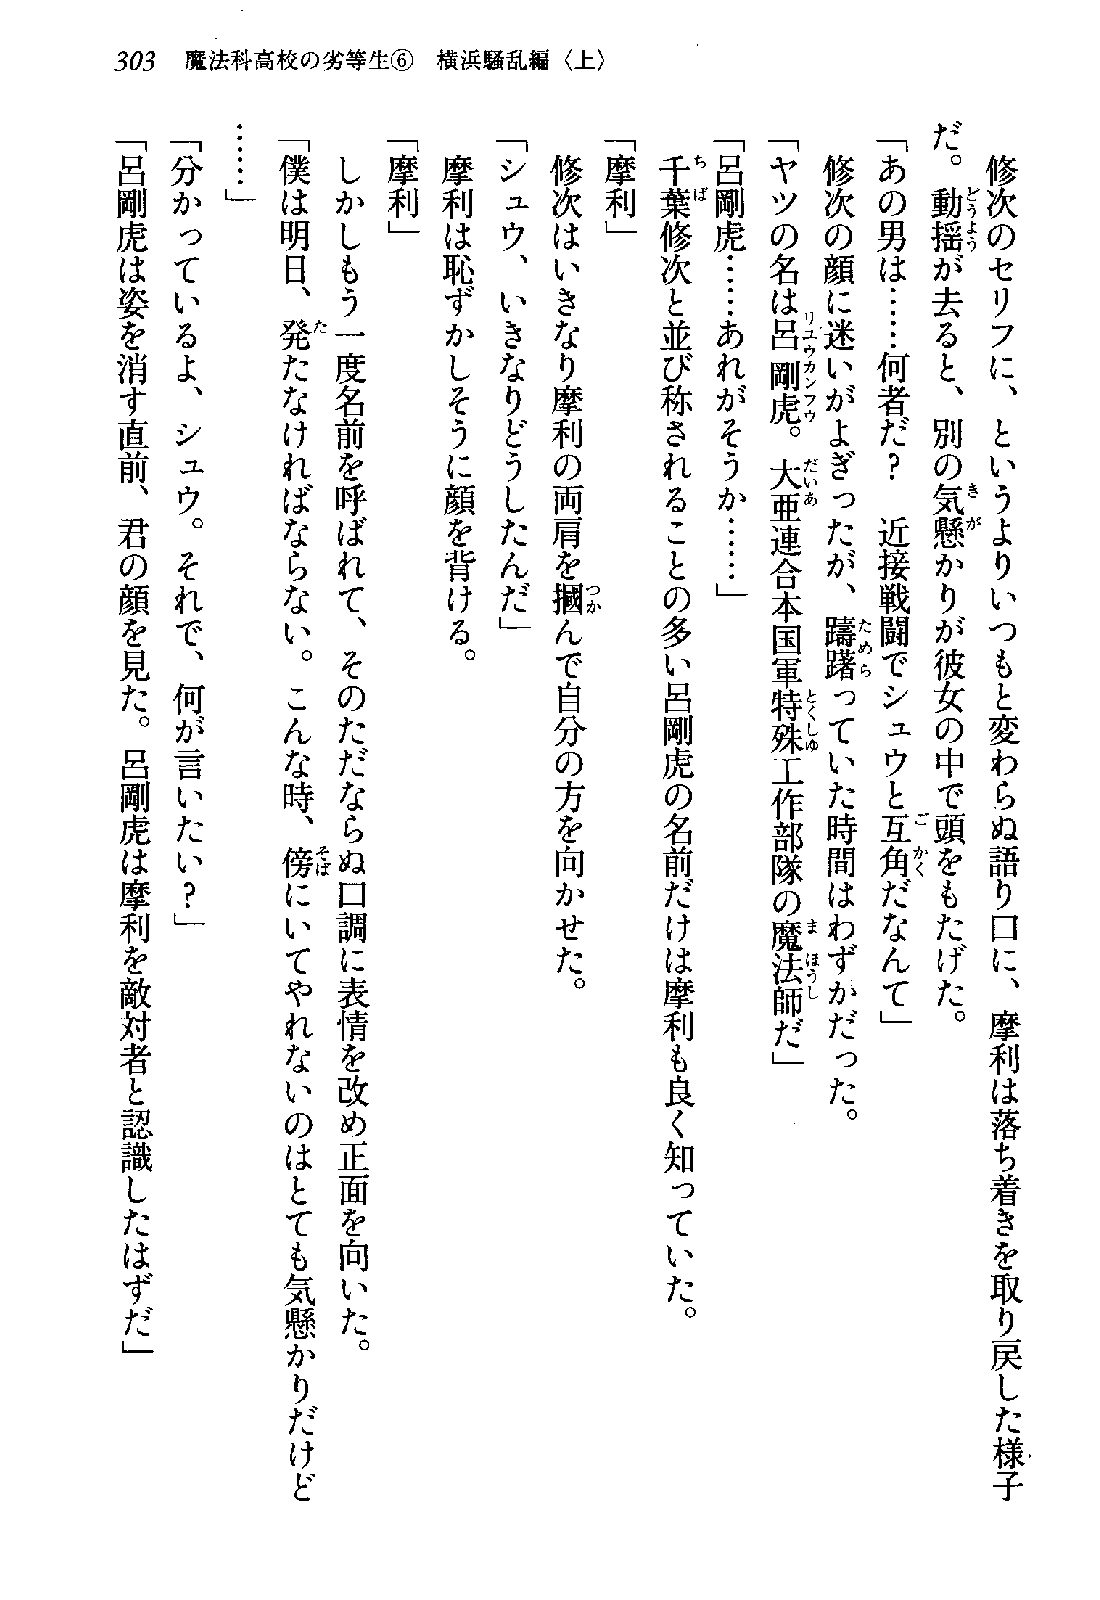 303　魔法科高校の劣等生⑥　横浜騒乱編〈上〉
　修次のセリフに、というよりいつもと変わらぬ語り口に、摩利は落ち着きを取り戻した様子
だ。動揺が去ると、別の気懸かりが彼女の中で頭をもたげた。
「あの男は……何者だ？　近接戦闘でシュウと互角だなんて」
　修次の顔に迷いがよぎったが、躊躇っていた時間はわずかだった。
「ヤツの名は呂剛虎。大亜連合本国軍特殊工作部隊の魔法師だ」
「呂剛虎……あれがそうか……」
　千葉修次と並び称されることの多い呂剛虎の名前だけは摩利も良く知っていた。
「摩利」
　修次はいきなり摩利の両肩を摑んで自分の方を向かせた。
「シュウ、いきなりどうしたんだ」
　摩利は恥ずかしそうに顔を背ける。
「摩利」
　しかしもう一度名前を呼ばれて、そのただならぬ口調に表情を改め正面を向いた。
「僕は明日、発たなければならない。こんな時、傍にいてやれないのはとても気懸かりだけど
……」
「分かっているよ、シュウ。それで、何が言いたい？」
「呂剛虎は姿を消す直前、君の顔を見た。呂剛虎は摩利を敵対者と認識したはずだ」